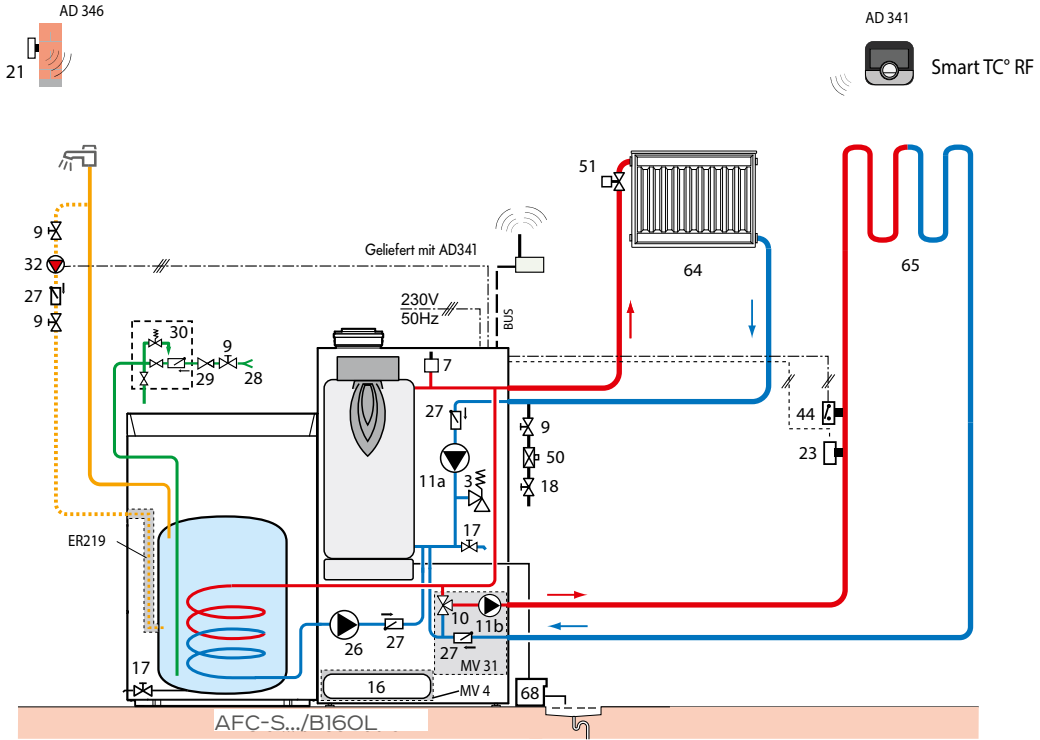 AD 346
21
AD 341
Smart TC° RF
51
9
32
27
9
Geliefert mit AD341
230V
50Hz
BUS
64
65
30
9
29
28
7
27
9
44
11a
3
50
23
18
17
ER219
10
11b
26
27
27
17
MV 31
16
MV 4
68
AFC-S.../B160L